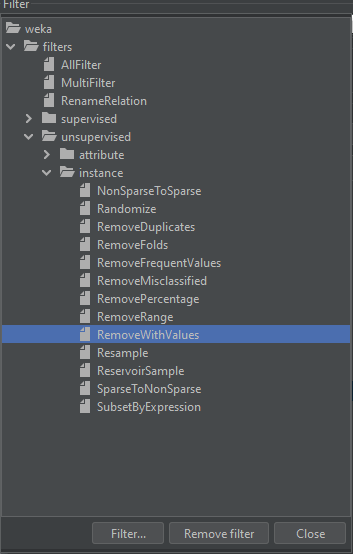 Filter
weka
filters
AllFilter
MultiFilter
RenameRelation
supervised
unsupervised
attribute
instance
NonSparseToSparse
Randomize
RemoveDuplicates
RemoveFolds
RemoveFrequentValues
RemoveMisclassified
RemovePercentage
RemoveRange
RemoveWithValues
Resample
ReservoirSample
SparseToNonSparse
SubsetByExpression
Filter... Remove filter Close